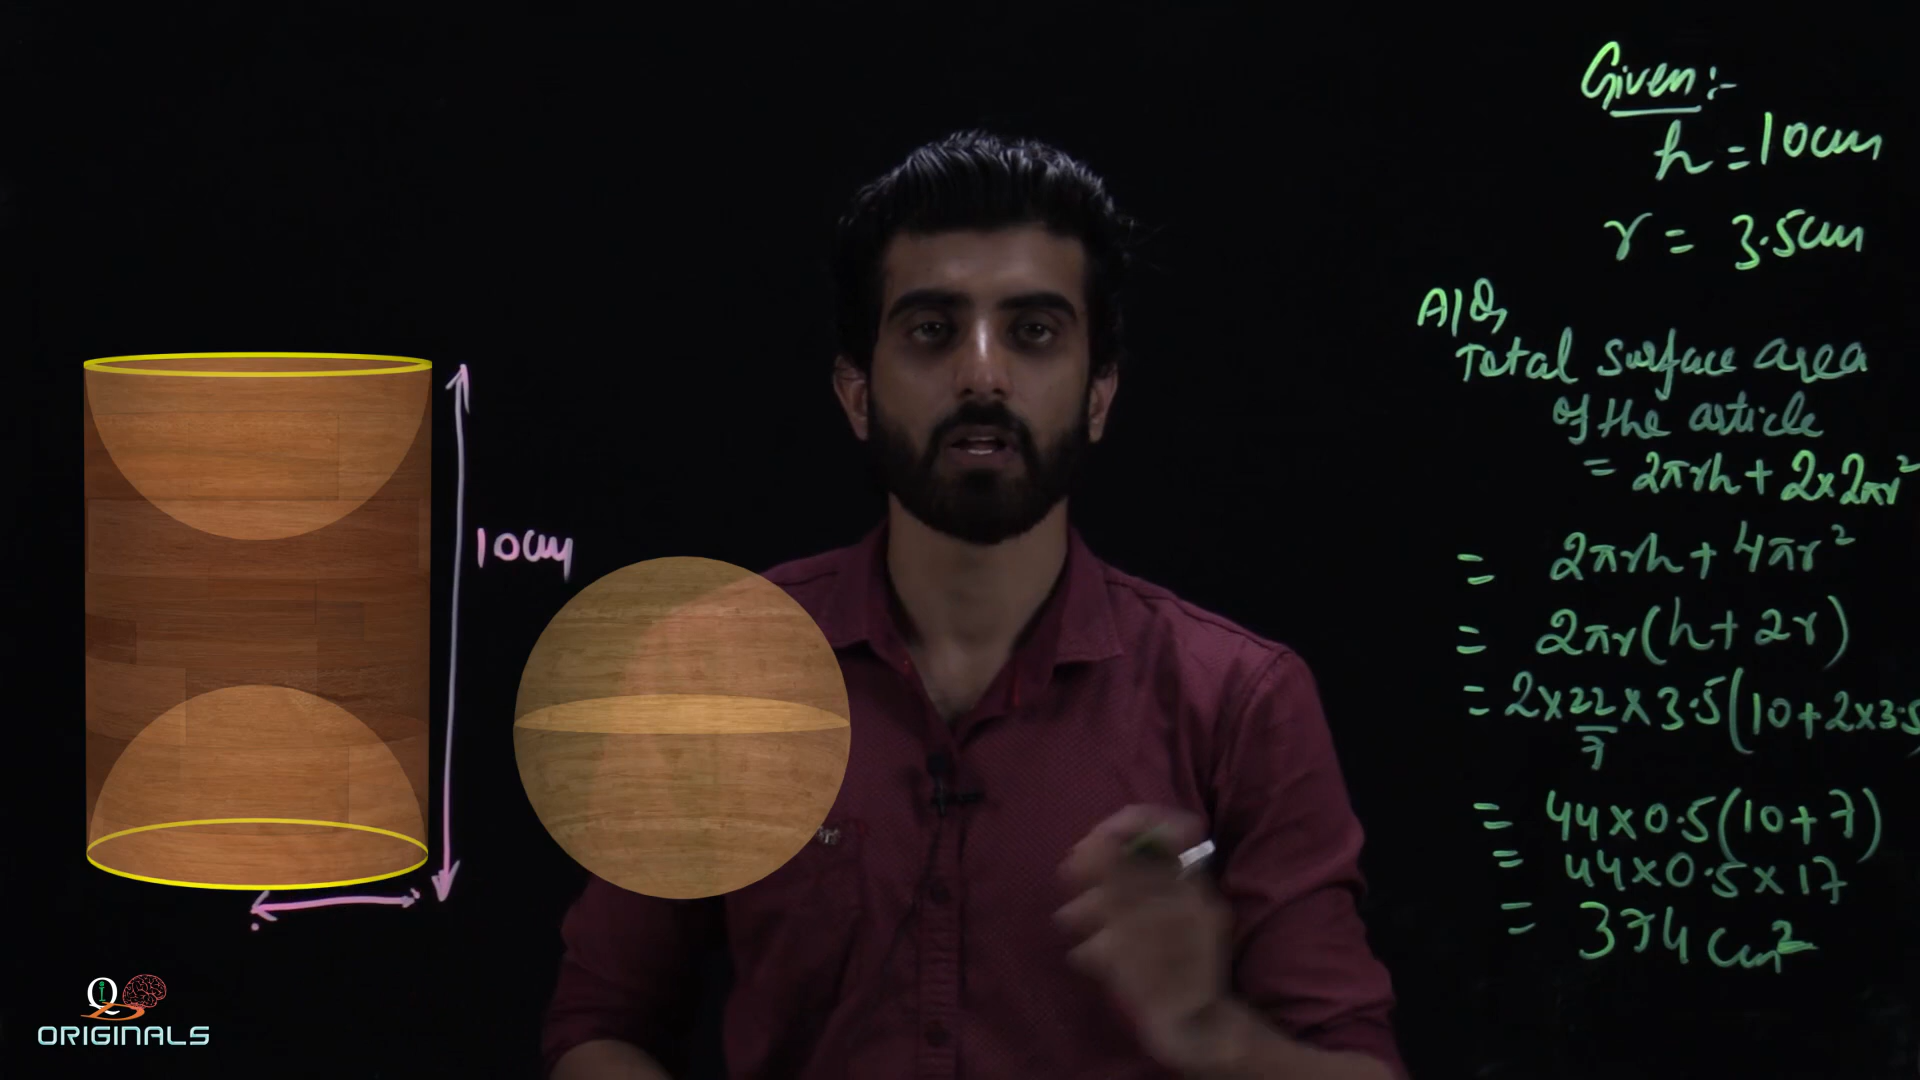 Given :-
h = 10cm
r = 3.5cm
A/Q,
Total surface area
of the article
= 2πrh + 2×2πr²
= 2πrh + 4πr²
= 2πr(h + 2r)
= 2×22/7×3.5(10+2×3.5
= 44×0.5(10+7)
= 44×0.5×17
= 374 cm²
10cm
Qi
ORIGINALS